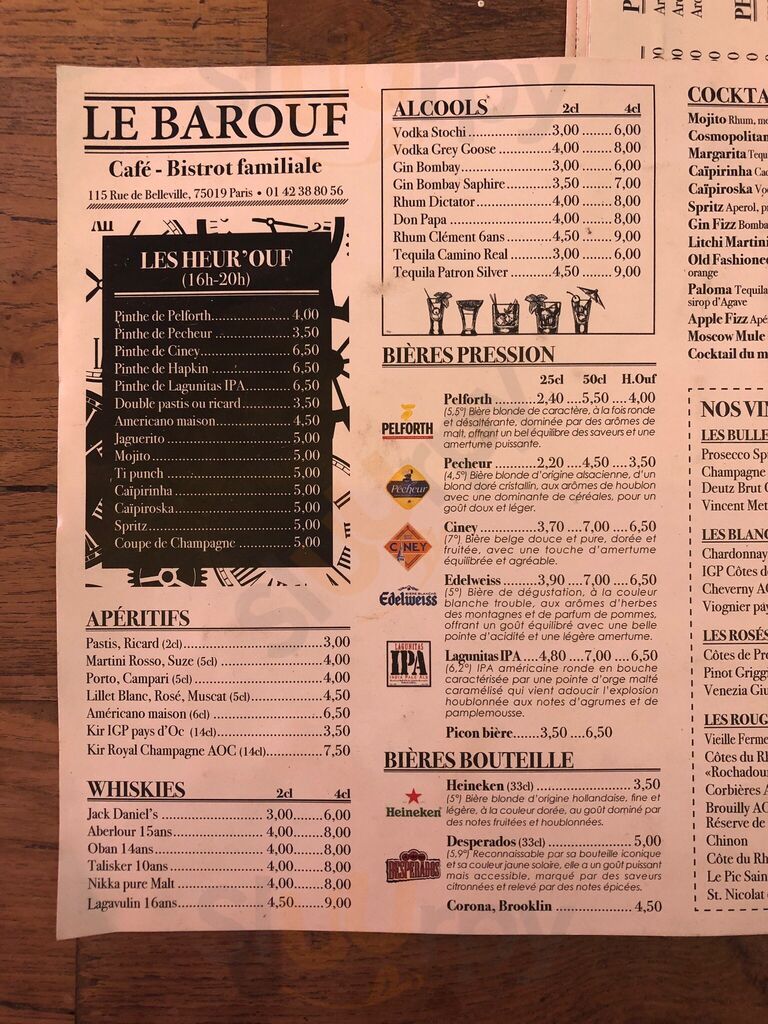 LE BAROUF
Café - Bistrot familiale
115 Rue de Belleville, 75019 Paris • 01 42 38 80 56
LES HEUR'OUF
(16h-20h)
Pinthe de Pelforth 4,00
Pinthe de Pecheur 3,50
Pinthe de Ciney 6,50
Pinthe de Hapkin 6,50
Pinthe de Lagunitas IPA 6,50
Double pastis ou ricard 3,50
Americano maison 4,50
Jaguerito 5,00
Mojito 5,00
Ti punch 5,00
Caïpirinha 5,00
Caïpiroska 5,00
Spritz 5,00
Coupe de Champagne 5,00
APÉRITIFS
Pastis, Ricard (2cl) 3,00
Martini Rosso, Suze (5cl) 4,00
Porto, Campari (5cl) 4,00
Lillet Blanc, Rosé, Muscat (5cl) 4,50
Américano maison (6cl) 6,50
Kir IGP pays d'Oc (14cl) 3,50
Kir Royal Champagne AOC (14cl) 7,50
WHISKIES 2cl 4cl
Jack Daniel's 3,00 6,00
Aberlour 15ans 4,00 8,00
Oban 14ans 4,00 8,00
Talisker 10ans 4,00 8,00
Nikka pure Malt 4,00 8,00
Lagavulin 16ans 4,50 9,00
ALCOOLS 2cl 4cl
Vodka Stochi 3,00 6,00
Vodka Grey Goose 4,00 8,00
Gin Bombay 3,00 6,00
Gin Bombay Saphire 3,50 7,00
Rhum Dictator 4,00 8,00
Don Papa 4,00 8,00
Rhum Clément 6ans 4,50 9,00
Tequila Camino Real 3,00 6,00
Tequila Patron Silver 4,50 9,00
BIÈRES PRESSION
25cl 50cl H.Ouf
PELFORTH
Pelforth 2,40 5,50 4,00
(5,5°) Bière blonde de caractère, à la fois ronde
et désaltérante, dominée par des arômes de
malt, offrant un bel équilibre des saveurs et une
amertume puissante.
Pêcheur
Pecheur 2,20 4,50 3,50
(4,5°) Bière blonde d'origine alsacienne, d'un
blond doré cristallin, aux arômes de houblon
avec une dominante de céréales, pour un
goût doux et léger.
CINEY
Ciney 3,70 7,00 6,50
(7°) Bière belge douce et pure, dorée et
fruitée, avec une touche d'amertume
équilibrée et agréable.
BIÈRE BLANCHE
Edelweiss
Edelweiss 3,90 7,00 6,50
(5°) Bière de dégustation, à la couleur
blanche trouble, aux arômes d'herbes
des montagnes et de parfum de pommes,
offrant un goût équilibré avec une belle
pointe d'acidité et une légère amertume.
LAGUNITAS
IPA
INDIA PALE ALE
Lagunitas IPA 4,80 7,00 6,50
(6,2°) IPA américaine ronde en bouche
caractérisée par une pointe d'orge malté
caramélisé qui vient adoucir l'explosion
houblonnée aux notes d'agrumes et de
pamplemousse.
Picon bière 3,50 6,50
BIÈRES BOUTEILLE
Heineken
Heineken (33cl) 3,50
(5°) Bière blonde d'origine hollandaise, fine et
légère, à la couleur dorée, au goût dominé par
des notes fruitées et houblonnées.
DESPERADOS
Desperados (33cl) 5,00
(5,9°) Reconnaissable par sa bouteille iconique
et sa couleur jaune solaire, elle a un goût puissant
mais accessible, marqué par des saveurs
citronnées et relevé par des notes épicées.
Corona, Brooklin 4,50
COCKTA
Mojito Rhum, me
Cosmopolitan
Margarita Tequ
Caïpirinha Cac
Caïpiroska Vo
Spritz Aperol, p
Gin Fizz Bomba
Litchi Martini
Old Fashioned
orange
Paloma Tequila
sirop d'Agave
Apple Fizz Apé
Moscow Mule
Cocktail du m
NOS VIN
LES BULLE
Prosecco Sp
Champagne
Deutz Brut
Vincent Met
LES BLANC
Chardonnay
IGP Côtes d
Cheverny AO
Viognier pay
LES ROSÉS
Côtes de Pro
Pinot Grigg
Venezia Giu
LES ROUG
Vieille Ferme
Côtes du Rh
«Rochadou
Corbières A
Brouilly AO
Réserve de
Chinon
Côte du Rh
Le Pic Sain
St. Nicolat